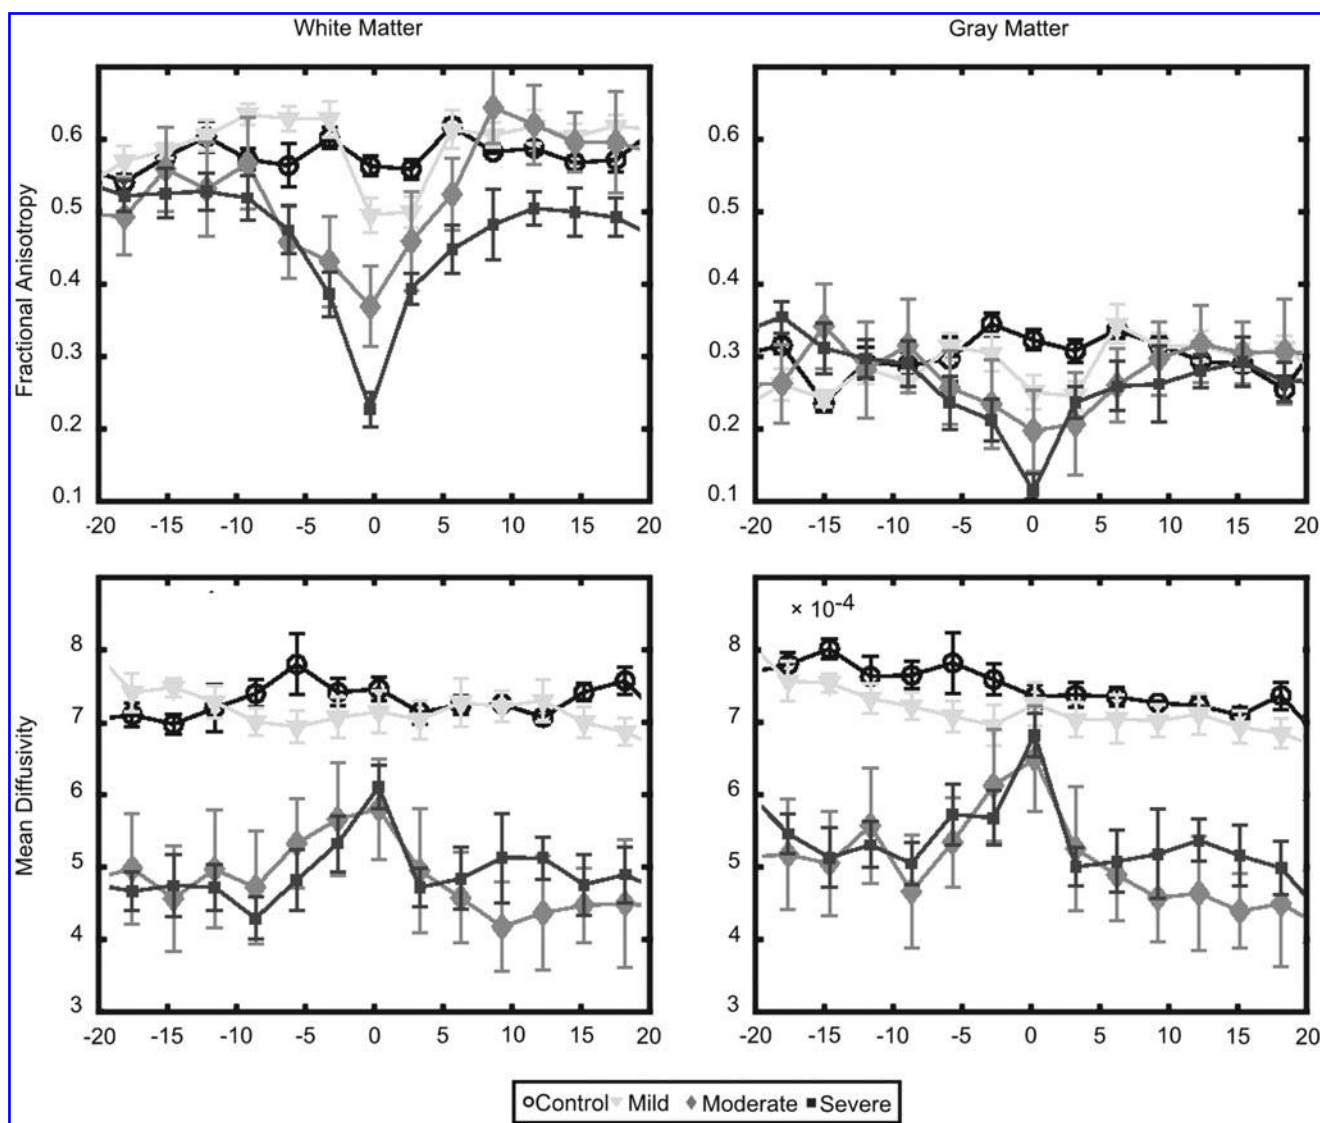 White Matter Gray Matter
Fractional Anisotropy
0.6 0.6
0.5 0.5
0.4 0.4
0.3 0.3
0.2 0.2
0.1 0.1
-20 -15 -10 -5 0 5 10 15 20 -20 -15 -10 -5 0 5 10 15 20
Mean Diffusivity
× 10-4
8 8
7 7
6 6
5 5
4 4
3 3
-20 -15 -10 -5 0 5 10 15 20 -20 -15 -10 -5 0 5 10 15 20
Control Mild Moderate Severe